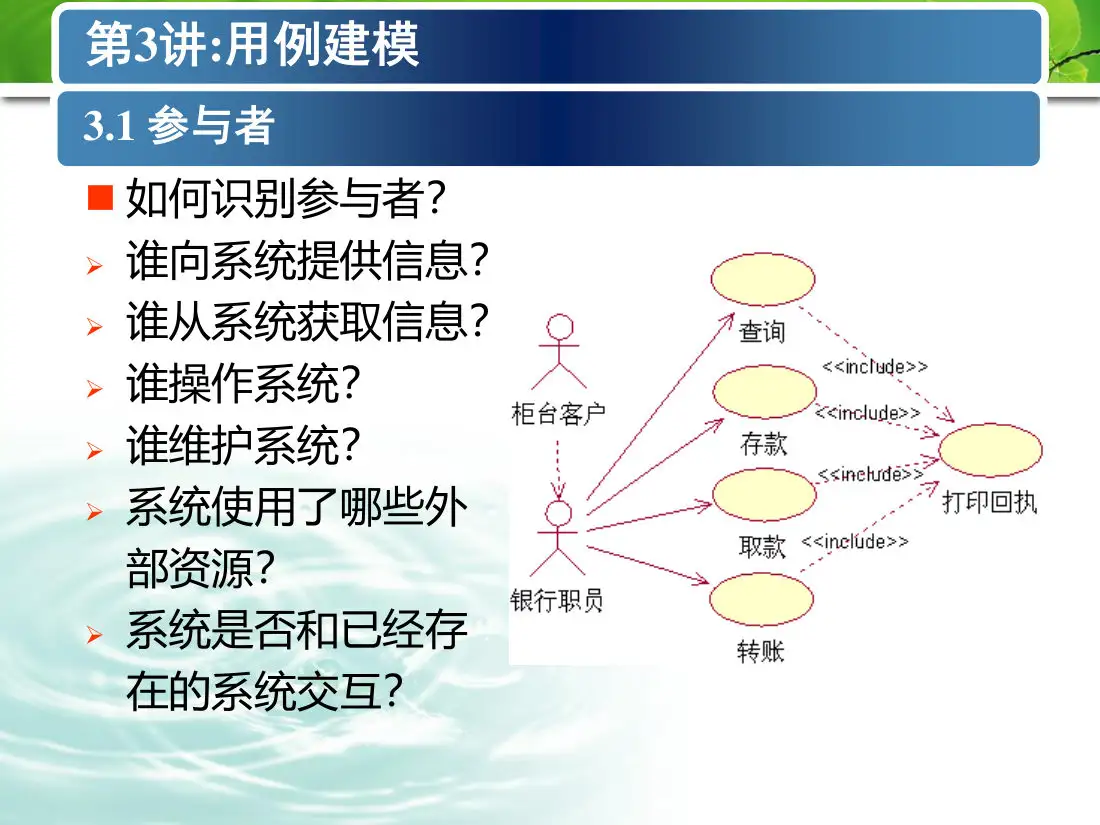 第3讲:用例建模
3.1 参与者
如何识别参与者?
谁向系统提供信息?
谁从系统获取信息?
谁操作系统?
谁维护系统?
系统使用了哪些外
部资源?
系统是否和已经存
在的系统交互?
查询
<<include>>
柜台客户
<<include>>
存款
<<include>>
打印回执
取款
<<include>>
银行职员
转账